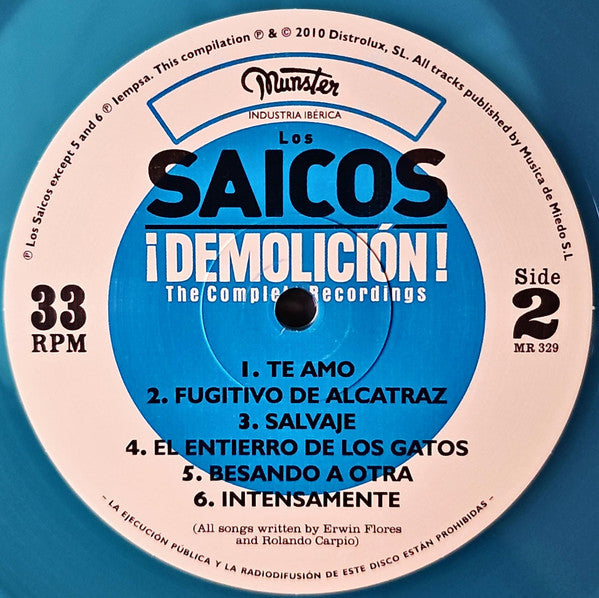 ℗ Los Saicos except 5 and 6 ℗ Iempsa. This compilation ℗ & © 2010 Distrolux, SL. All tracks published by Musica de Miedo S.L
Munster
INDUSTRIA IBÉRICA
Los
SAICOS
¡DEMOLICIÓN!
The Complete Recordings
33
RPM
Side
2
MR 329
1. TE AMO
2. FUGITIVO DE ALCATRAZ
3. SALVAJE
4. EL ENTIERRO DE LOS GATOS
5. BESANDO A OTRA
6. INTENSAMENTE
(All songs written by Erwin Flores
and Rolando Carpio)
– LA EJECUCIÓN PÚBLICA Y LA RADIODIFUSIÓN DE ESTE DISCO ESTÁN PROHIBIDAS –